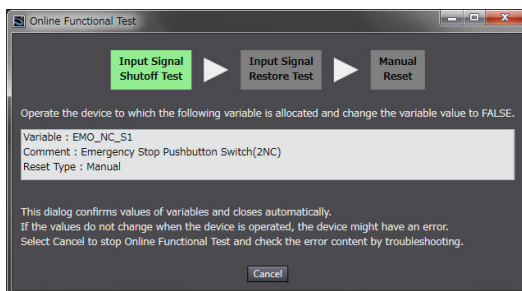 Online Functional Test
Input Signal
Shutoff Test
Input Signal
Restore Test
Manual
Reset
Operate the device to which the following variable is allocated and change the variable value to FALSE.
Variable : EMO_NC_S1
Comment : Emergency Stop Pushbutton Switch(2NC)
Reset Type : Manual
This dialog confirms values of variables and closes automatically.
If the values do not change when the device is operated, the device might have an error.
Select Cancel to stop Online Functional Test and check the error content by troubleshooting.
Cancel